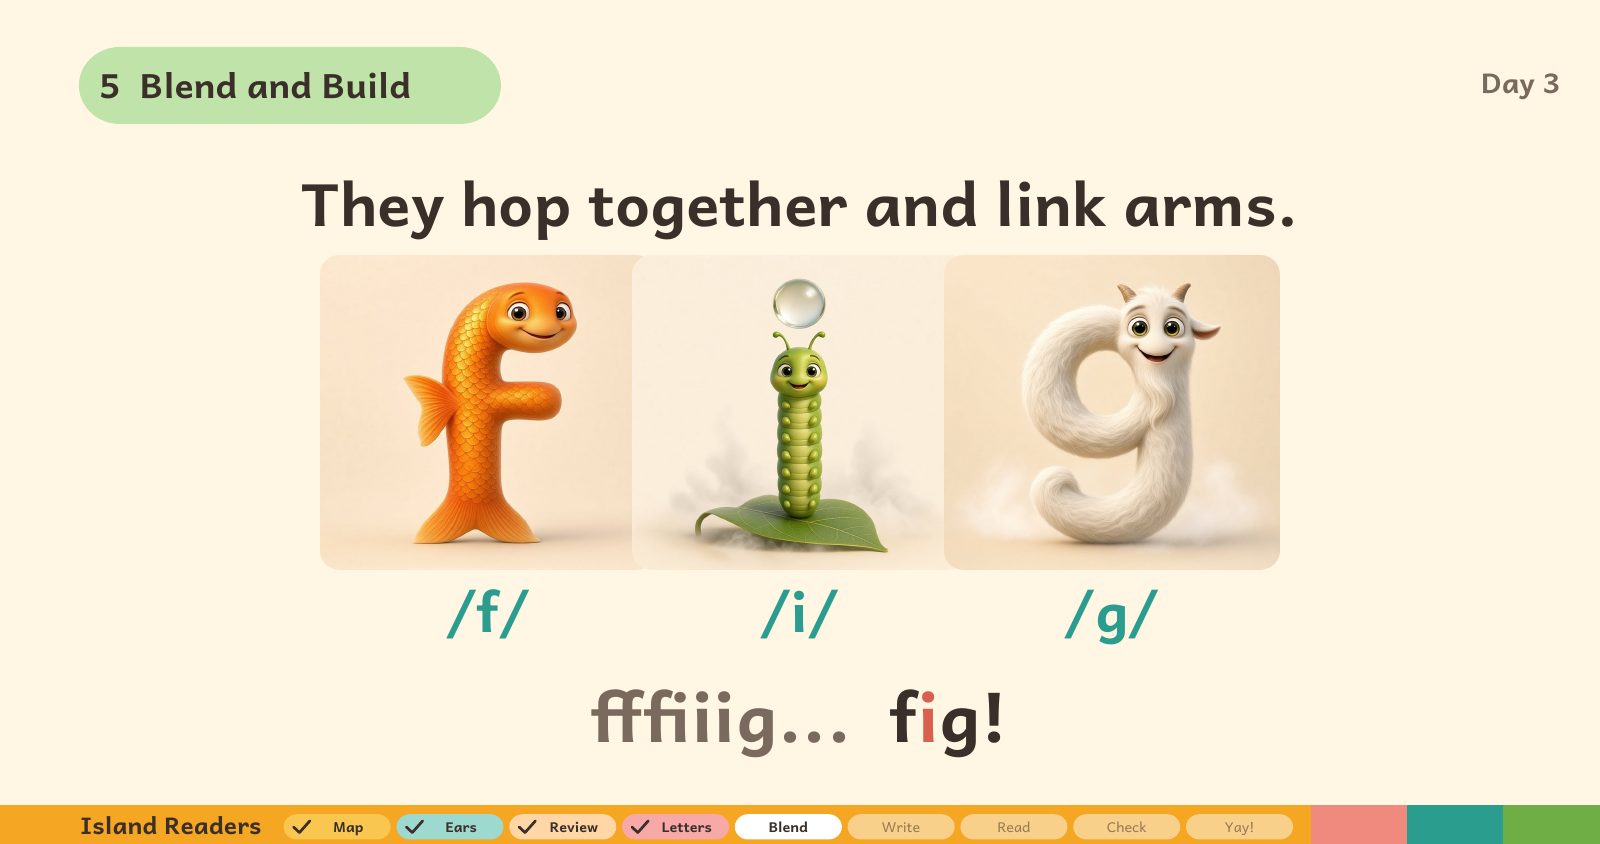 5 Blend and Build
Day 3
They hop together and link arms.
/f/ /i/ /g/
fffiiig... fig!
Island Readers Map Ears Review Letters Blend Write Read Check Yay!